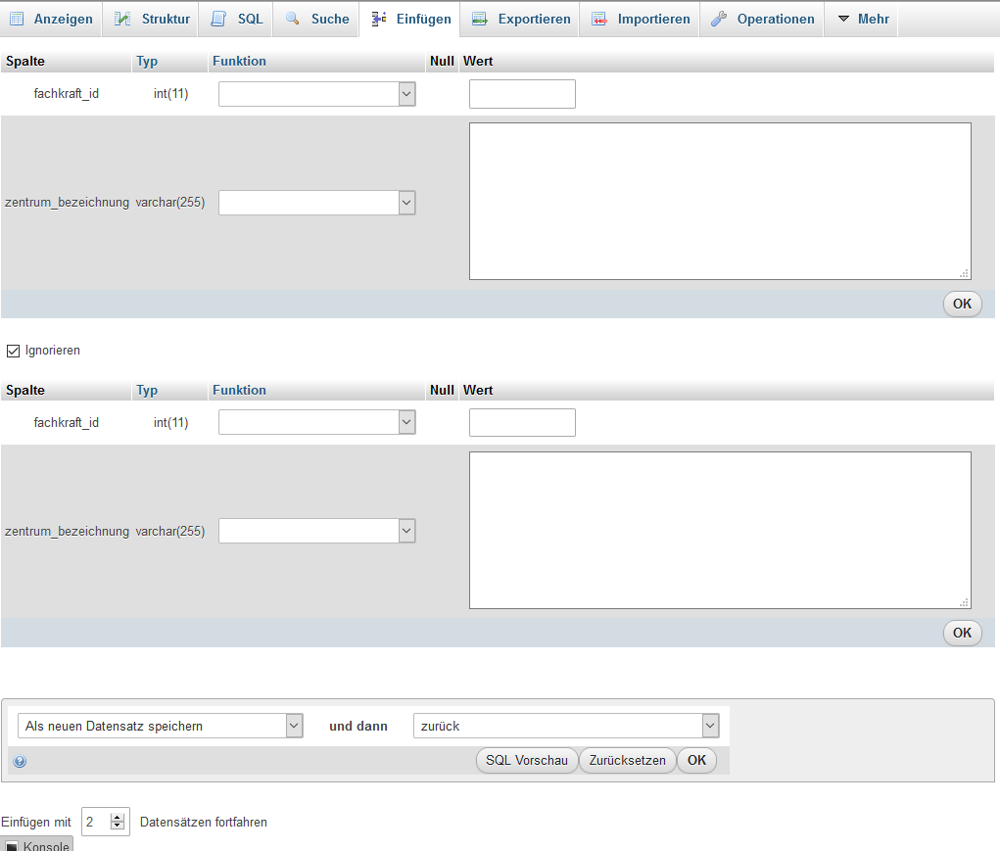 Anzeigen Struktur SQL Suche Einfügen Exportieren Importieren Operationen Mehr
Spalte Typ Funktion Null Wert
fachkraft_id int(11)
zentrum_bezeichnung varchar(255)
OK
Ignorieren
Spalte Typ Funktion Null Wert
fachkraft_id int(11)
zentrum_bezeichnung varchar(255)
OK
Als neuen Datensatz speichern und dann zurück
SQL Vorschau Zurücksetzen OK
Einfügen mit 2 Datensätzen fortfahren
Konsole